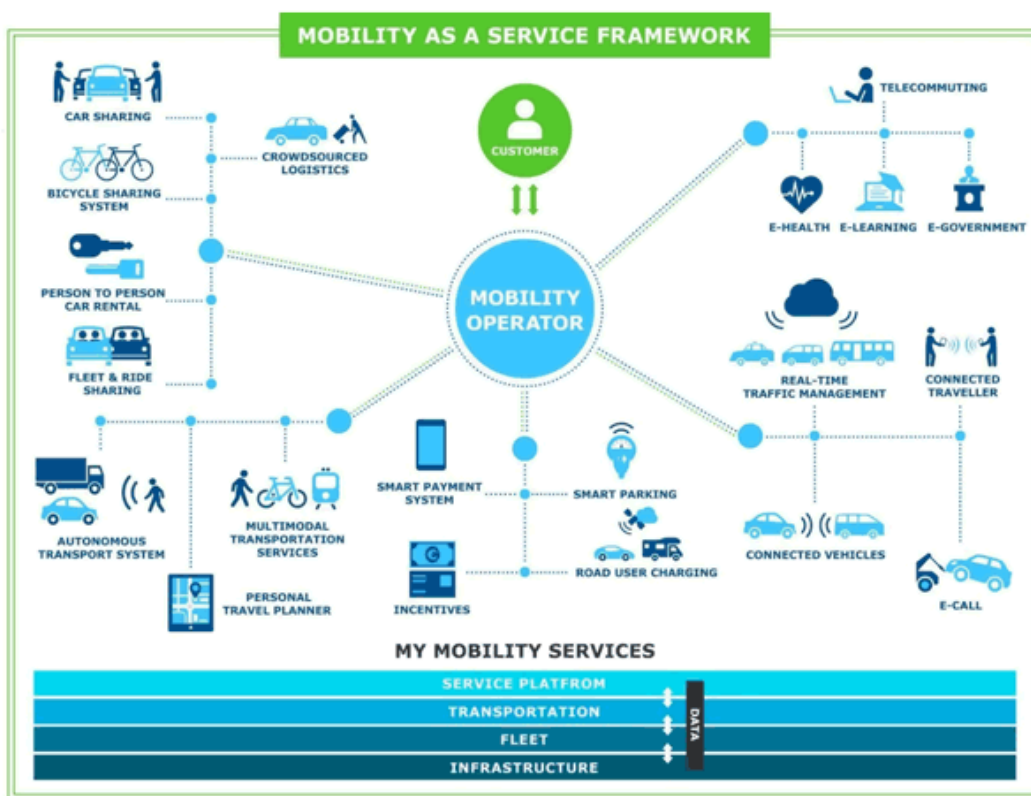 MOBILITY AS A SERVICE FRAMEWORK
CAR SHARING
CROWDSOURCED
LOGISTICS
BICYCLE SHARING
SYSTEM
PERSON TO PERSON
CAR RENTAL
FLEET & RIDE
SHARING
CUSTOMER
MOBILITY
OPERATOR
TELECOMMUTING
E-HEALTH
E-LEARNING
E-GOVERNMENT
REAL-TIME
TRAFFIC MANAGEMENT
CONNECTED
TRAVELLER
CONNECTED VEHICLES
E-CALL
AUTONOMOUS
TRANSPORT SYSTEM
PERSONAL
TRAVEL PLANNER
MULTIMODAL
TRANSPORTATION
SERVICES
SMART PAYMENT
SYSTEM
SMART PARKING
INCENTIVES
ROAD USER CHARGING
MY MOBILITY SERVICES
SERVICE PLATFROM
TRANSPORTATION
FLEET
INFRASTRUCTURE
DATA